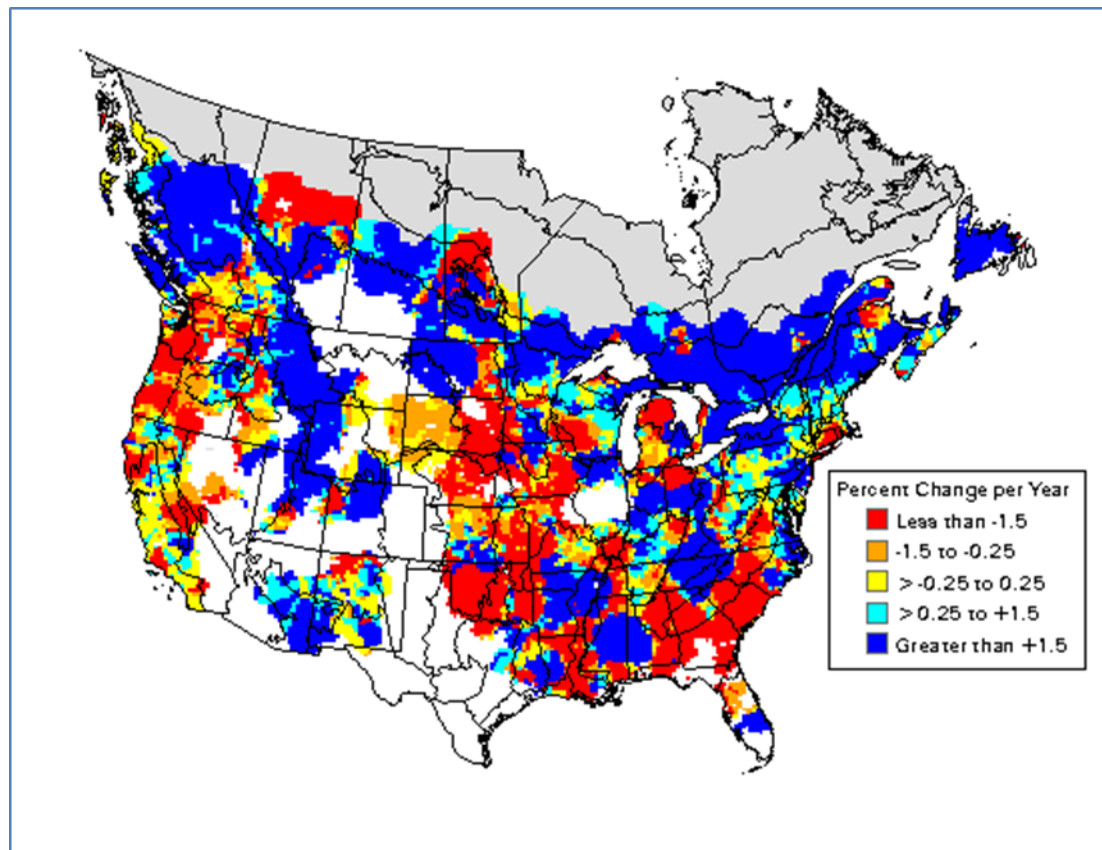 Percent Change per Year
Less than -1.5
-1.5 to -0.25
> -0.25 to 0.25
> 0.25 to +1.5
Greater than +1.5